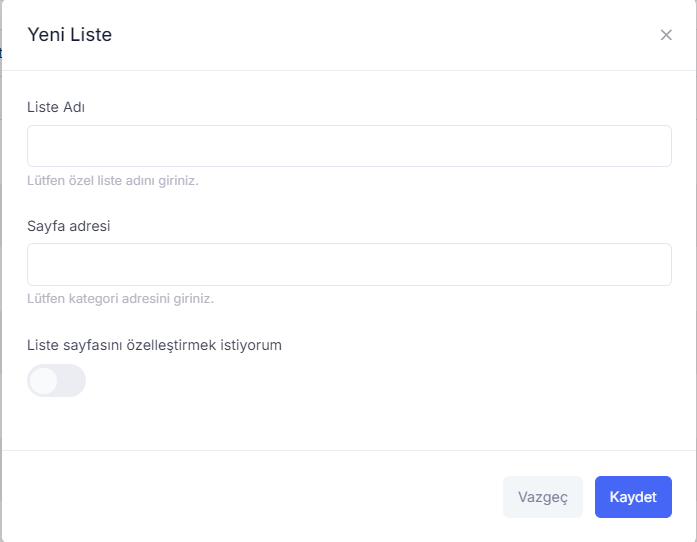 Yeni Liste
Liste Adı
Lütfen özel liste adını giriniz.
Sayfa adresi
Lütfen kategori adresini giriniz.
Liste sayfasını özelleştirmek istiyorum
Vazgeç
Kaydet